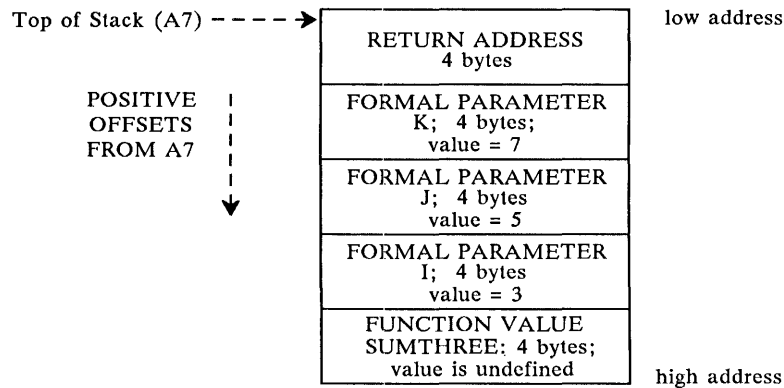 Top of Stack (A7)
low address
RETURN ADDRESS
4 bytes
POSITIVE
OFFSETS
FROM A7
FORMAL PARAMETER
K; 4 bytes;
value = 7
FORMAL PARAMETER
J; 4 bytes
value = 5
FORMAL PARAMETER
I; 4 bytes
value = 3
FUNCTION VALUE
SUMTHREE: 4 bytes;
value is undefined
high address